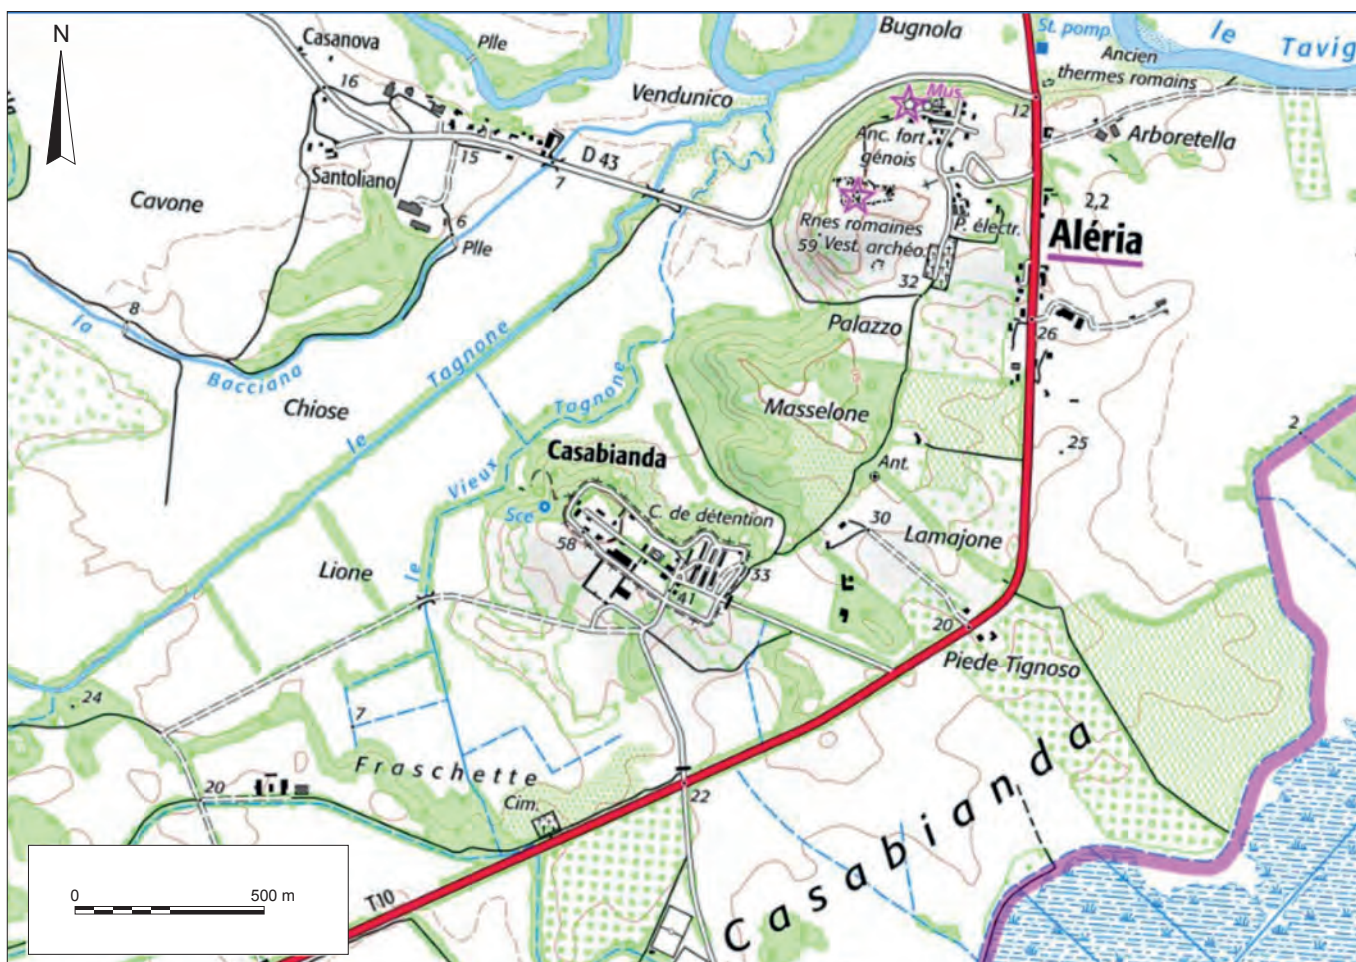 N
Casanova
Plle
Bugnola
St. pomp.
le Tavig
Ancien
thermes romains
16
Vendunico
Mus.
12
Anc. fort
génois
Arboretella
15
D 43
7
Santoliano
Cavone
6
Plle
2,2
Rnes romaines
P. électr.
59 Vest. archéo.
Aléria
32
8
la Bacciana
Palazzo
26
Chiose
le Tagnone
Masselone
2
25
Casabianda
Ant.
le Vieux Tagnone
Sce
C. de détention
30
58
Lamajone
Lione
33
41
20
Piede Tignoso
24
7
Fraschette
20
22
Cim.
Casabianda
0 500 m
T10